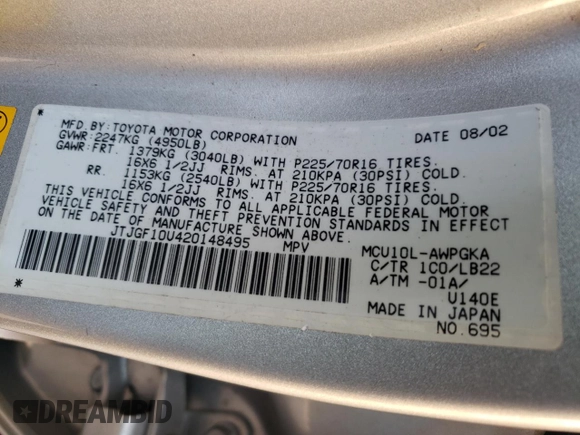 MFD.BY:TOYOTA MOTOR CORPORATION DATE 08/02
GVWR:2247KG (4950LB)
GAWR:FRT. 1379KG (3040LB) WITH P225/70R16 TIRES.
16X6 1/2JJ RIMS. AT 210KPA (30PSI) COLD.
RR. 1153KG (2540LB) WITH P225/70R16 TIRES.
16X6 1/2JJ RIMS. AT 210KPA (30PSI) COLD.
THIS VEHICLE CONFORMS TO ALL APPLICABLE FEDERAL MOTOR
VEHICLE SAFETY AND THEFT PREVENTION STANDARDS IN EFFECT
ON THE DATE OF MANUFACTURE SHOWN ABOVE.
JTJGF10U420148495 MPV
MCU10L-AWPGKA
C/TR 1C0/LB22
A/TM -01A/
U140E
MADE IN JAPAN
NO.695
DREAMBID